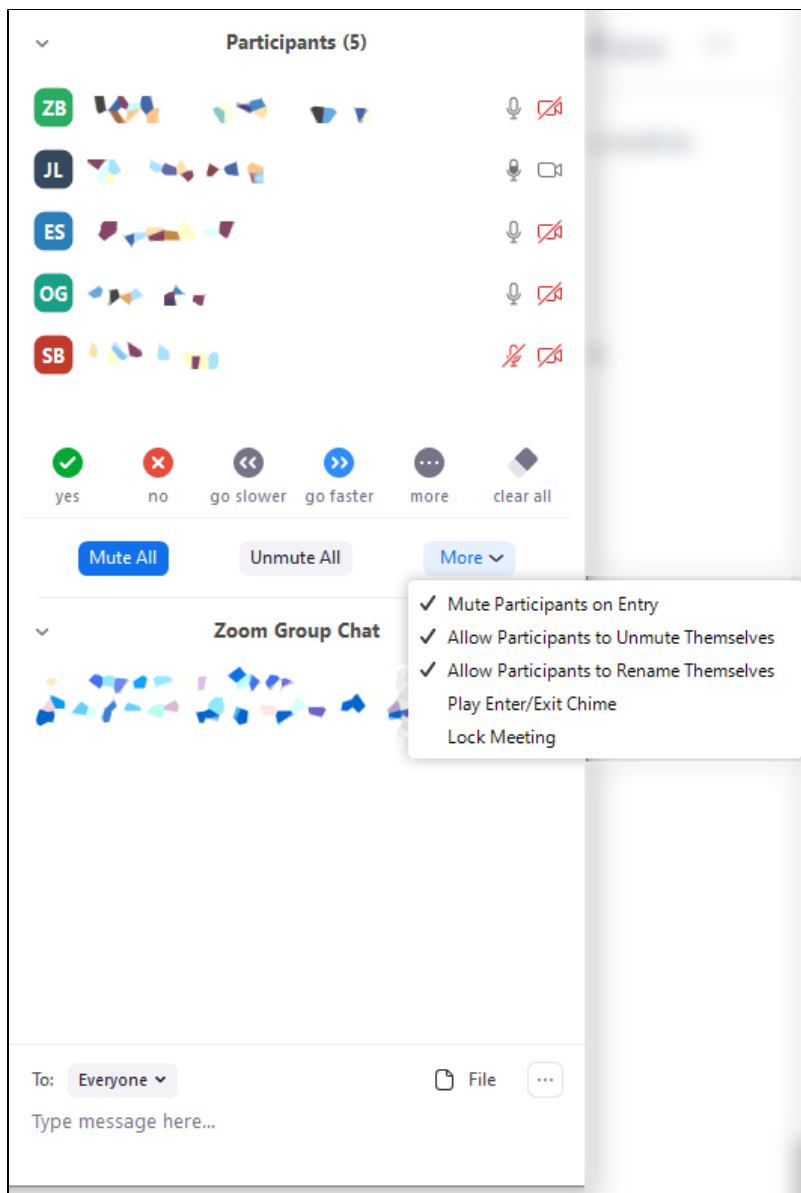 Participants (5)
ZB
JL
ES
OG
SB
yes no go slower go faster more clear all
Mute All Unmute All More
Mute Participants on Entry
Allow Participants to Unmute Themselves
Allow Participants to Rename Themselves
Play Enter/Exit Chime
Lock Meeting
Zoom Group Chat
To: Everyone File
Type message here...